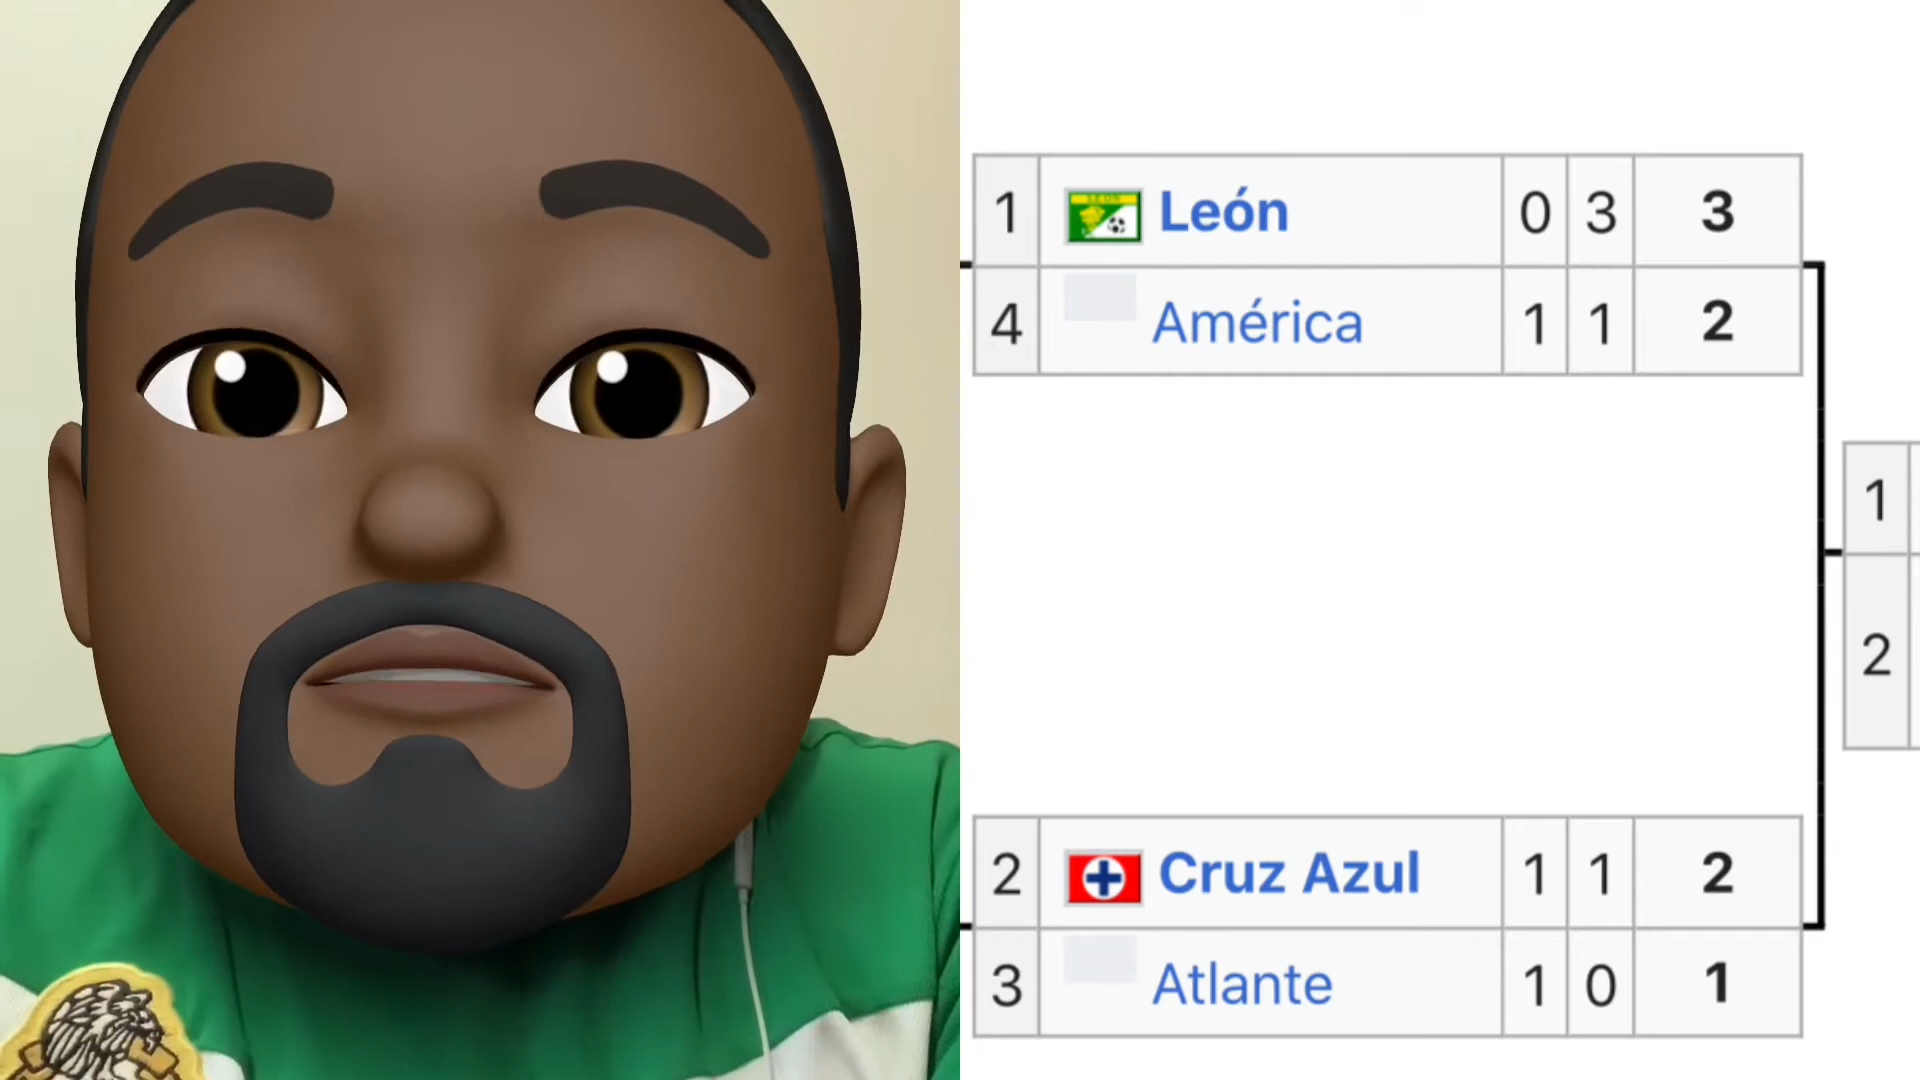 1 León 0 3 3
4 América 1 1 2
1
2
2 Cruz Azul 1 1 2
3 Atlante 1 0 1